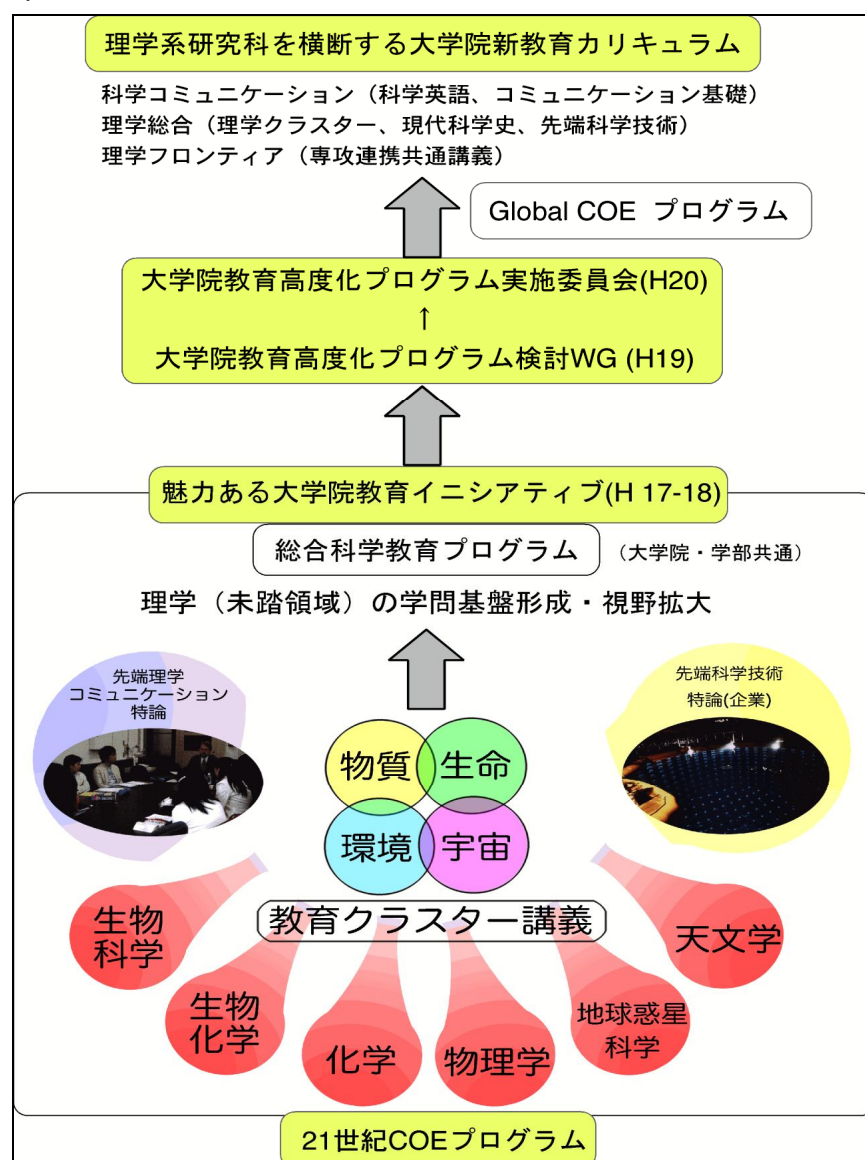 理学系研究科を横断する大学院新教育カリキュラム
科学コミュニケーション（科学英語、コミュニケーション基礎）
理学総合（理学クラスター、現代科学史、先端科学技術）
理学フロンティア（専攻連携共通講義）
Global COE プログラム
大学院教育高度化プログラム実施委員会(H20)
↑
大学院教育高度化プログラム検討WG (H19)
魅力ある大学院教育イニシアティブ(H 17-18)
総合科学教育プログラム
（大学院・学部共通）
理学（未踏領域）の学問基盤形成・視野拡大
先端理学
コミュニケーション
特論
先端科学技術
特論(企業)
物質
生命
環境
宇宙
教育クラスター講義
生物
科学
生物
化学
化学
物理学
地球惑星
科学
天文学
21世紀COEプログラム